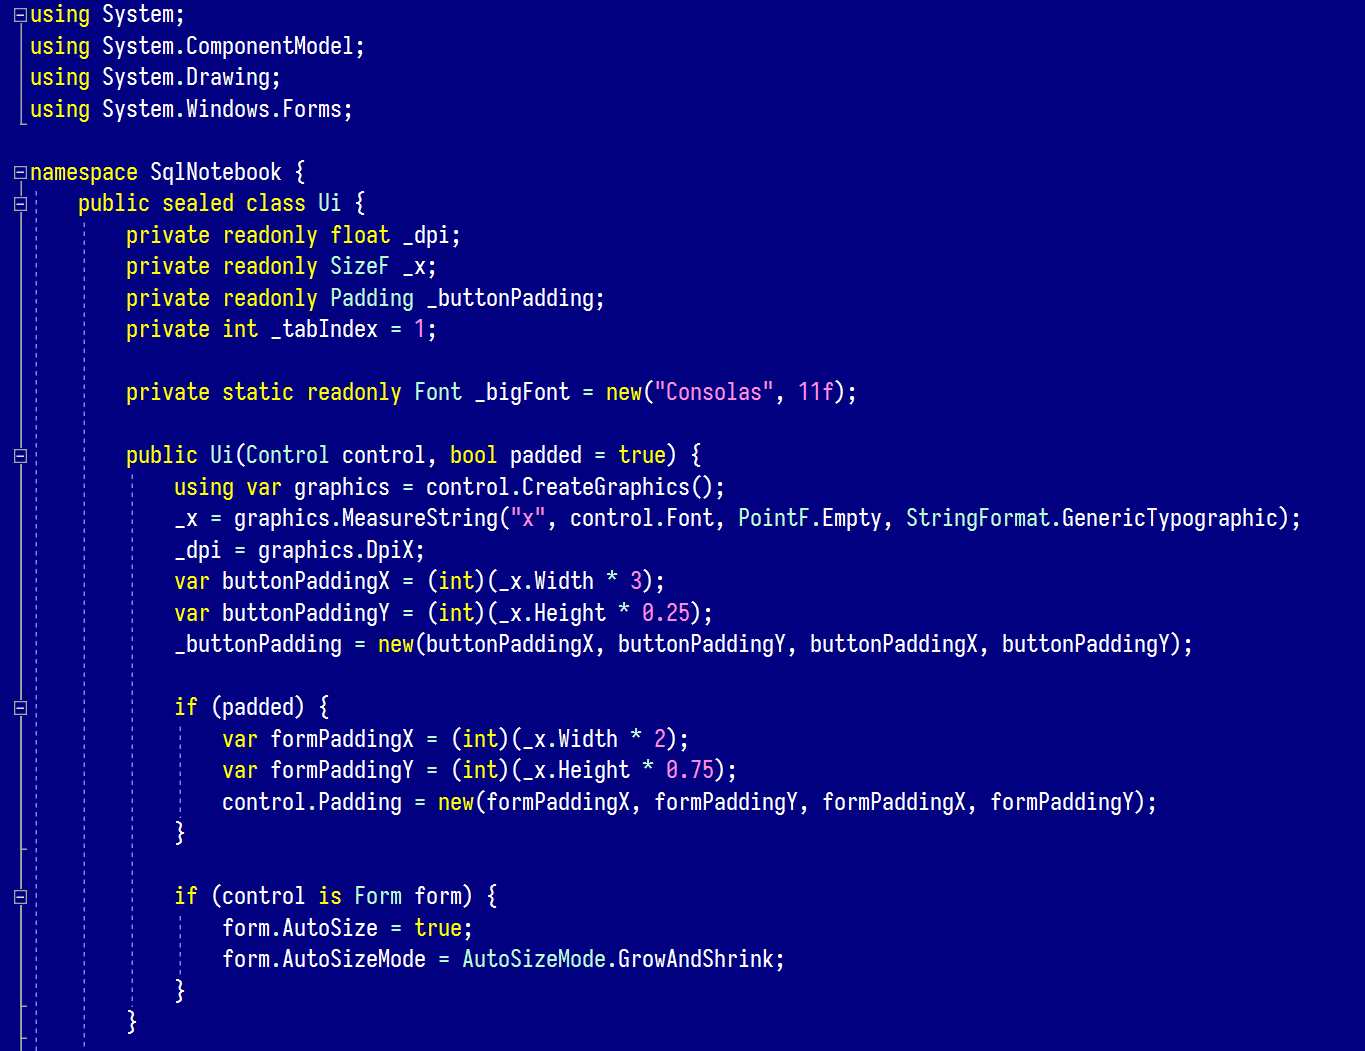 using System;
using System.ComponentModel;
using System.Drawing;
using System.Windows.Forms;

namespace SqlNotebook {
    public sealed class Ui {
        private readonly float _dpi;
        private readonly SizeF _x;
        private readonly Padding _buttonPadding;
        private int _tabIndex = 1;

        private static readonly Font _bigFont = new("Consolas", 11f);

        public Ui(Control control, bool padded = true) {
            using var graphics = control.CreateGraphics();
            _x = graphics.MeasureString("x", control.Font, PointF.Empty, StringFormat.GenericTypographic);
            _dpi = graphics.DpiX;
            var buttonPaddingX = (int)(_x.Width * 3);
            var buttonPaddingY = (int)(_x.Height * 0.25);
            _buttonPadding = new(buttonPaddingX, buttonPaddingY, buttonPaddingX, buttonPaddingY);

            if (padded) {
                var formPaddingX = (int)(_x.Width * 2);
                var formPaddingY = (int)(_x.Height * 0.75);
                control.Padding = new(formPaddingX, formPaddingY, formPaddingX, formPaddingY);
            }

            if (control is Form form) {
                form.AutoSize = true;
                form.AutoSizeMode = AutoSizeMode.GrowAndShrink;
            }
        }